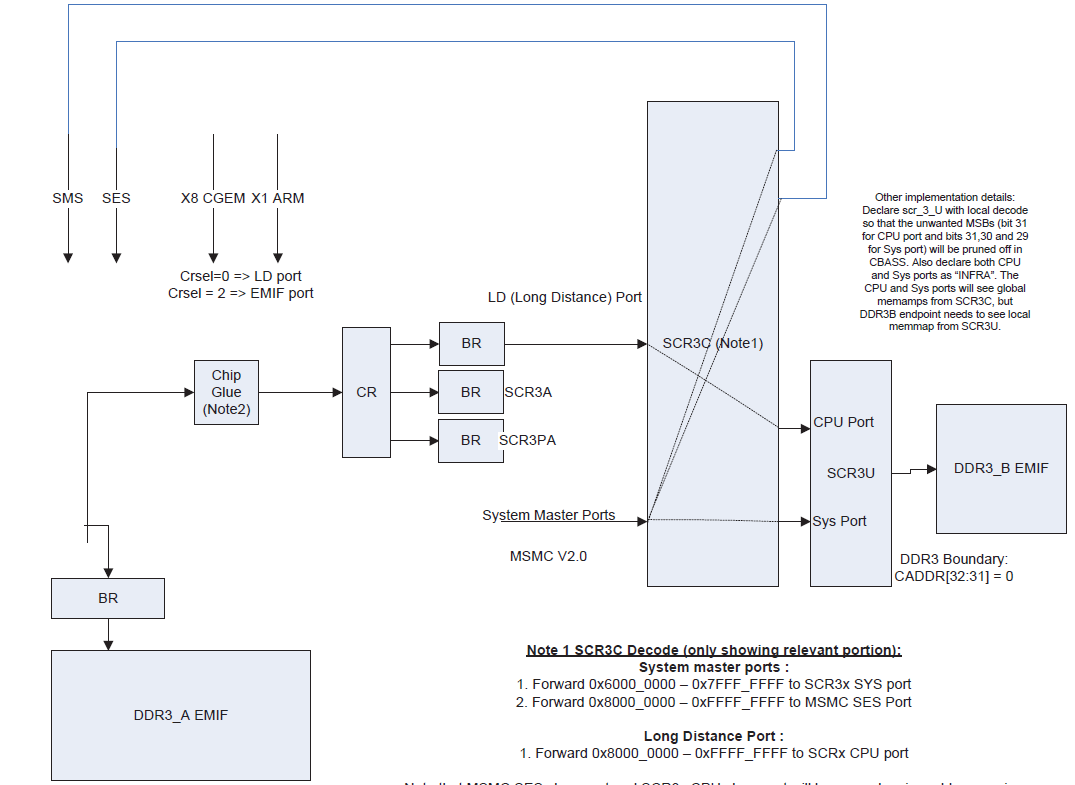 SMS SES X8 CGEM X1 ARM
Crsel=0 => LD port
Crsel = 2 => EMIF port
Other implementation details:
Declare scr_3_U with local decode
so that the unwanted MSBs (bit 31
for CPU port and bits 31,30 and 29
for Sys port) will be pruned off in
CBASS. Also declare both CPU
and Sys ports as “INFRA”. The
CPU and Sys ports will see global
memamps from SCR3C, but
DDR3B endpoint needs to see local
memmap from SCR3U.
LD (Long Distance) Port
BR
SCR3C (Note1)
Chip
Glue
(Note2)
CR
BR SCR3A
BR SCR3PA
CPU Port
SCR3U
DDR3_B EMIF
System Master Ports
Sys Port
MSMC V2.0
DDR3 Boundary:
CADDR[32:31] = 0
BR
DDR3_A EMIF
Note 1 SCR3C Decode (only showing relevant portion):
System master ports :
1. Forward 0x6000_0000 – 0x7FFF_FFFF to SCR3x SYS port
2. Forward 0x8000_0000 – 0xFFFF_FFFF to MSMC SES Port
Long Distance Port :
1. Forward 0x8000_0000 – 0xFFFF_FFFF to SCRx CPU port